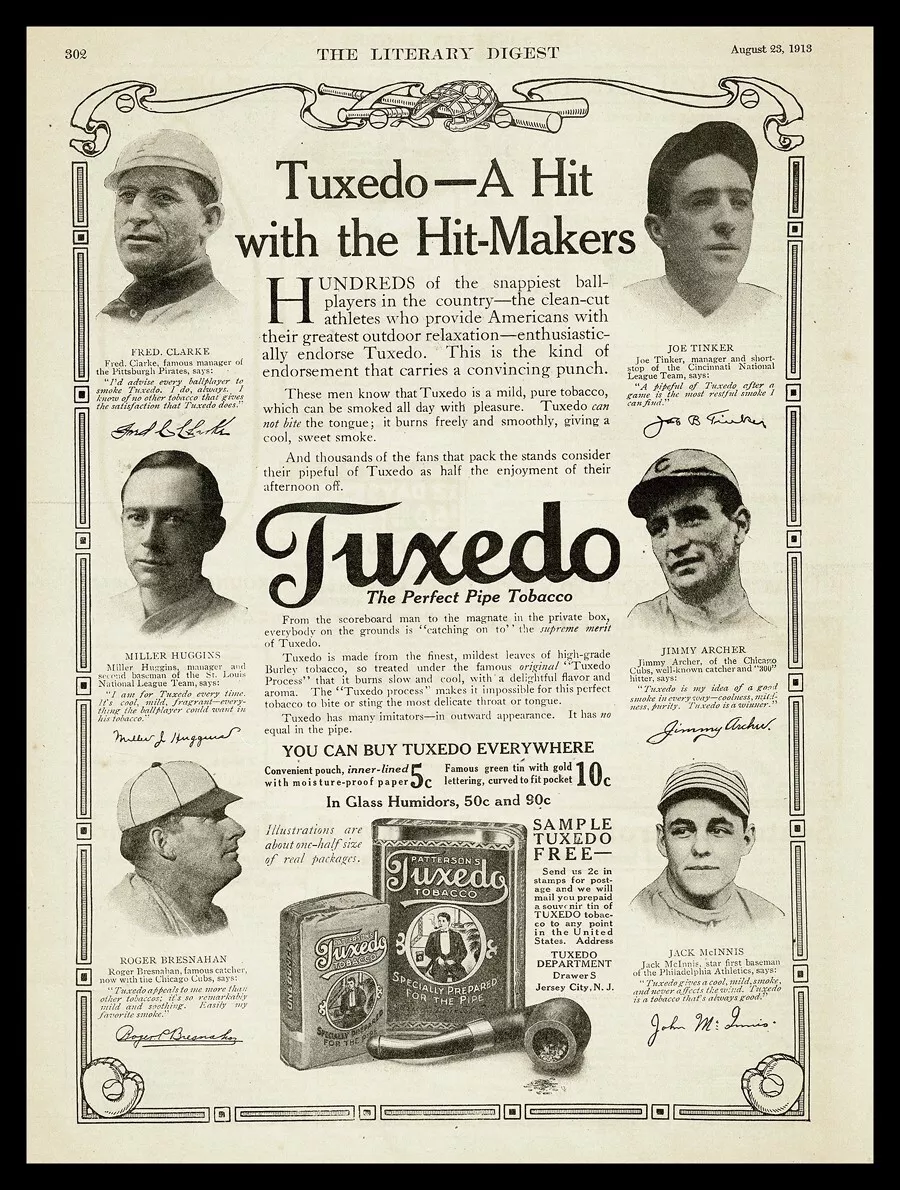 302
THE LITERARY DIGEST
August 23, 1913
Tuxedo—A Hit
with the Hit-Makers
HUNDREDS of the snappiest ball-
players in the country—the clean-cut
athletes who provide Americans with
their greatest outdoor relaxation—enthusiastic-
ally endorse Tuxedo. This is the kind of
endorsement that carries a convincing punch.
These men know that Tuxedo is a mild, pure tobacco,
which can be smoked all day with pleasure. Tuxedo can
not bite the tongue; it burns freely and smoothly, giving a
cool, sweet smoke.
And thousands of the fans that pack the stands consider
their pipeful of Tuxedo as half the enjoyment of their
afternoon off.
FRED. CLARKE
Fred. Clarke, famous manager of
the Pittsburgh Pirates, says:
"I'd advise every ballplayer to
smoke Tuxedo. I do, always. I
know of no other tobacco that gives
the satisfaction that Tuxedo does."
Fred C Clarke
JOE TINKER
Joe Tinker, manager and short-
stop of the Cincinnati National
League Team, says:
"A pipeful of Tuxedo after a
game is the most restful smoke I
can find."
Jos B Tinker
Tuxedo
The Perfect Pipe Tobacco
From the scoreboard man to the magnate in the private box,
everybody on the grounds is "catching on to" the supreme merit
of Tuxedo.
Tuxedo is made from the finest, mildest leaves of high-grade
Burley tobacco, so treated under the famous original "Tuxedo
Process" that it burns slow and cool, with a delightful flavor and
aroma. The "Tuxedo process" makes it impossible for this perfect
tobacco to bite or sting the most delicate throat or tongue.
Tuxedo has many imitators—in outward appearance. It has no
equal in the pipe.
MILLER HUGGINS
Miller Huggins, manager and
second baseman of the St. Louis
National League Team, says:
"I am for Tuxedo every time.
It's cool, mild, fragrant—every-
thing the ballplayer could want in
his tobacco."
Miller J Huggins
JIMMY ARCHER
Jimmy Archer, of the Chicago
Cubs, well-known catcher and "300"
hitter, says:
"Tuxedo is my idea of a good
smoke in every way—coolness, mild-
ness, purity. Tuxedo is a winner."
Jimmy Archer.
YOU CAN BUY TUXEDO EVERYWHERE
Convenient pouch, inner-lined
with moisture-proof paper 5c
Famous green tin with gold
lettering, curved to fit pocket 10c
In Glass Humidors, 50c and 90c
Illustrations are
about one-half size
of real packages.
PATTERSON'S
Tuxedo
TOBACCO
SPECIALLY PREPARED
FOR THE PIPE
Tuxedo
TOBACCO
SPECIALLY PREPARED
FOR THE PIPE
SAMPLE
TUXEDO
FREE—
Send us 2c in
stamps for post-
age and we will
mail you prepaid
a souvenir tin of
TUXEDO tobac-
co to any point
in the United
States. Address
TUXEDO
DEPARTMENT
Drawer S
Jersey City, N. J.
ROGER BRESNAHAN
Roger Bresnahan, famous catcher,
now with the Chicago Cubs, says:
"Tuxedo appeals to me more than
other tobaccos; it's so remarkably
mild and soothing. Easily my
favorite smoke."
Roger P Bresnahan
JACK McINNIS
Jack McInnis, star first baseman
of the Philadelphia Athletics, says:
"Tuxedo gives a cool, mild, smoke,
and never affects the wind. Tuxedo
is a tobacco that's always good."
John McInnis.